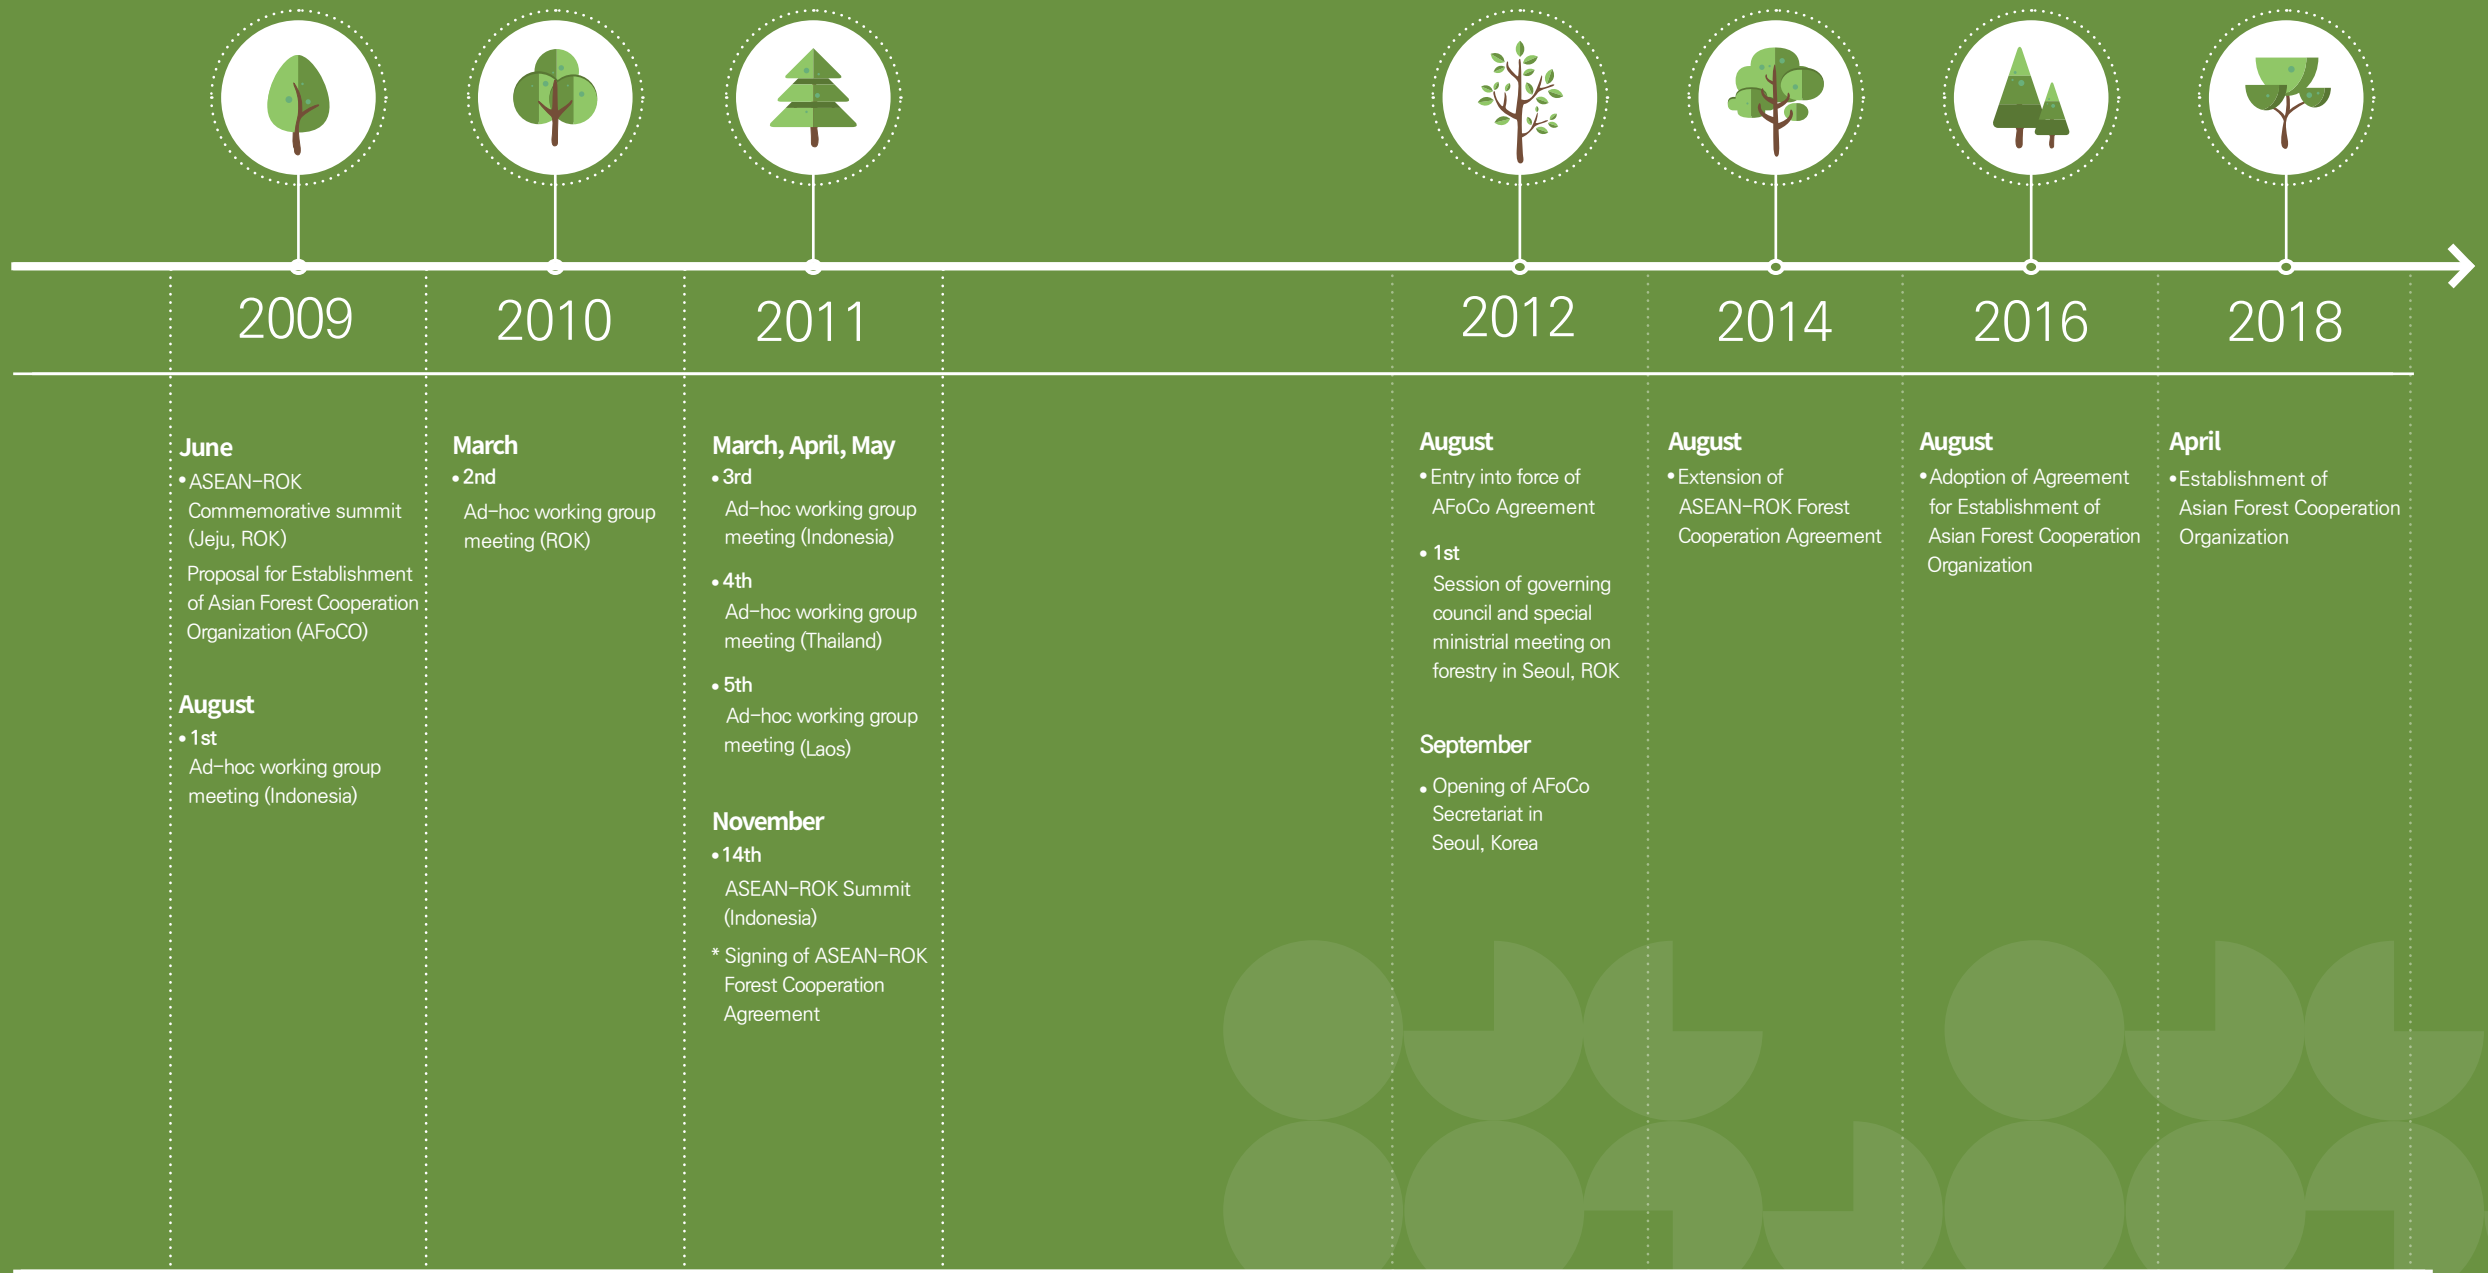 2009
June
• ASEAN-ROK
Commemorative summit
(Jeju, ROK)
Proposal for Establishment
of Asian Forest Cooperation
Organization (AFoCO)
August
• 1st
Ad-hoc working group
meeting (Indonesia)
2010
March
• 2nd
Ad-hoc working group
meeting (ROK)
2011
March, April, May
• 3rd
Ad-hoc working group
meeting (Indonesia)
• 4th
Ad-hoc working group
meeting (Thailand)
• 5th
Ad-hoc working group
meeting (Laos)
November
• 14th
ASEAN-ROK Summit
(Indonesia)
* Signing of ASEAN-ROK
Forest Cooperation
Agreement
2012
August
• Entry into force of
AFoCo Agreement
• 1st
Session of governing
council and special
ministrial meeting on
forestry in Seoul, ROK
September
• Opening of AFoCo
Secretariat in
Seoul, Korea
2014
August
• Extension of
ASEAN-ROK Forest
Cooperation Agreement
2016
August
• Adoption of Agreement
for Establishment of
Asian Forest Cooperation
Organization
2018
April
• Establishment of
Asian Forest Cooperation
Organization